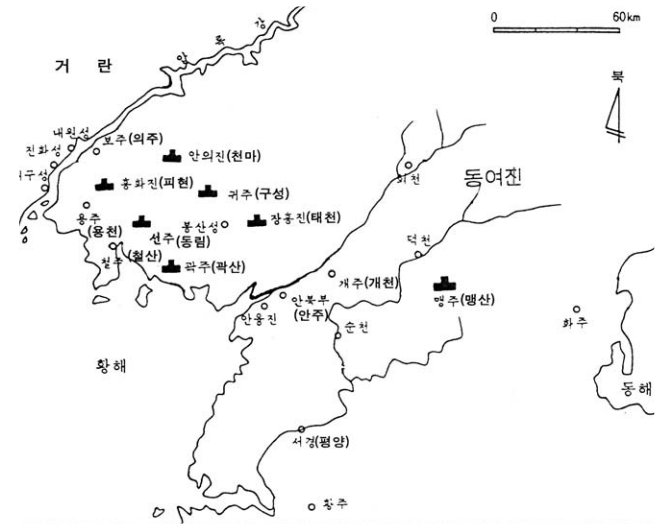 0 60km
거 란
압 록 강
북
내원성
진화성
보주(의주)
안의진(천마)
구성
흥화진(피현)
귀주(구성)
희천
동여진
용주
(용천)
선주(동림)
봉산성
장흥진(태천)
덕천
철주
(철산)
곽주(곽산)
개주(개천)
맹주(맹산)
안융진
안북부
(안주)
순천
화주
황해
동해
서경(평양)
황주